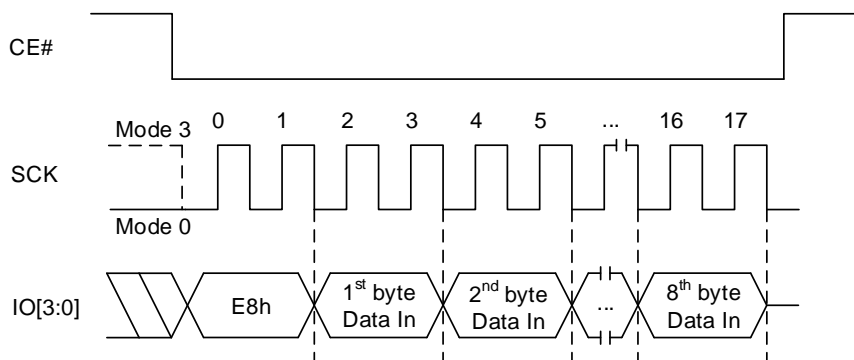 CE#
Mode 3
0 1 2 3 4 5 ... 16 17
SCK
Mode 0
IO[3:0]
E8h
1st byte
Data In
2nd byte
Data In
...
8th byte
Data In